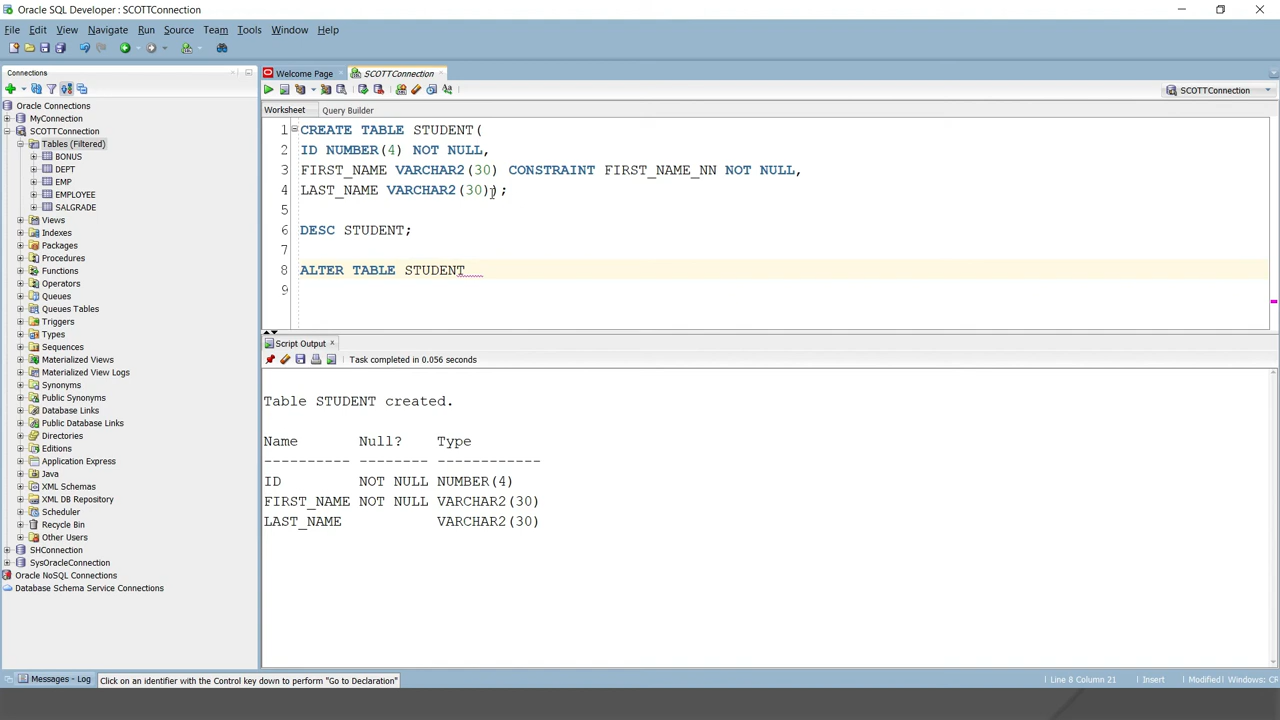 Oracle SQL Developer : SCOTTConnection
File Edit View Navigate Run Source Team Tools Window Help
Connections
Oracle Connections
MyConnection
SCOTTConnection
Tables (Filtered)
BONUS
DEPT
EMP
EMPLOYEE
SALGRADE
Views
Indexes
Packages
Procedures
Functions
Operators
Queues
Queues Tables
Triggers
Types
Sequences
Materialized Views
Materialized View Logs
Synonyms
Public Synonyms
Database Links
Public Database Links
Directories
Editions
Application Express
Java
XML Schemas
XML DB Repository
Scheduler
Recycle Bin
Other Users
SHConnection
SysOracleConnection
Oracle NoSQL Connections
Database Schema Service Connections
Welcome Page SCOTTConnection
SCOTTConnection
Worksheet Query Builder
1 CREATE TABLE STUDENT(
2 ID NUMBER(4) NOT NULL,
3 FIRST_NAME VARCHAR2(30) CONSTRAINT FIRST_NAME_NN NOT NULL,
4 LAST_NAME VARCHAR2(30));
5
6 DESC STUDENT;
7
8 ALTER TABLE STUDENT
9
Script Output
Task completed in 0.056 seconds
Table STUDENT created.
Name Null? Type
---------- -------- ------------
ID NOT NULL NUMBER(4)
FIRST_NAME NOT NULL VARCHAR2(30)
LAST_NAME VARCHAR2(30)
Messages - Log Click on an identifier with the Control key down to perform "Go to Declaration" Line 8 Column 21 Insert Modified Windows: CR